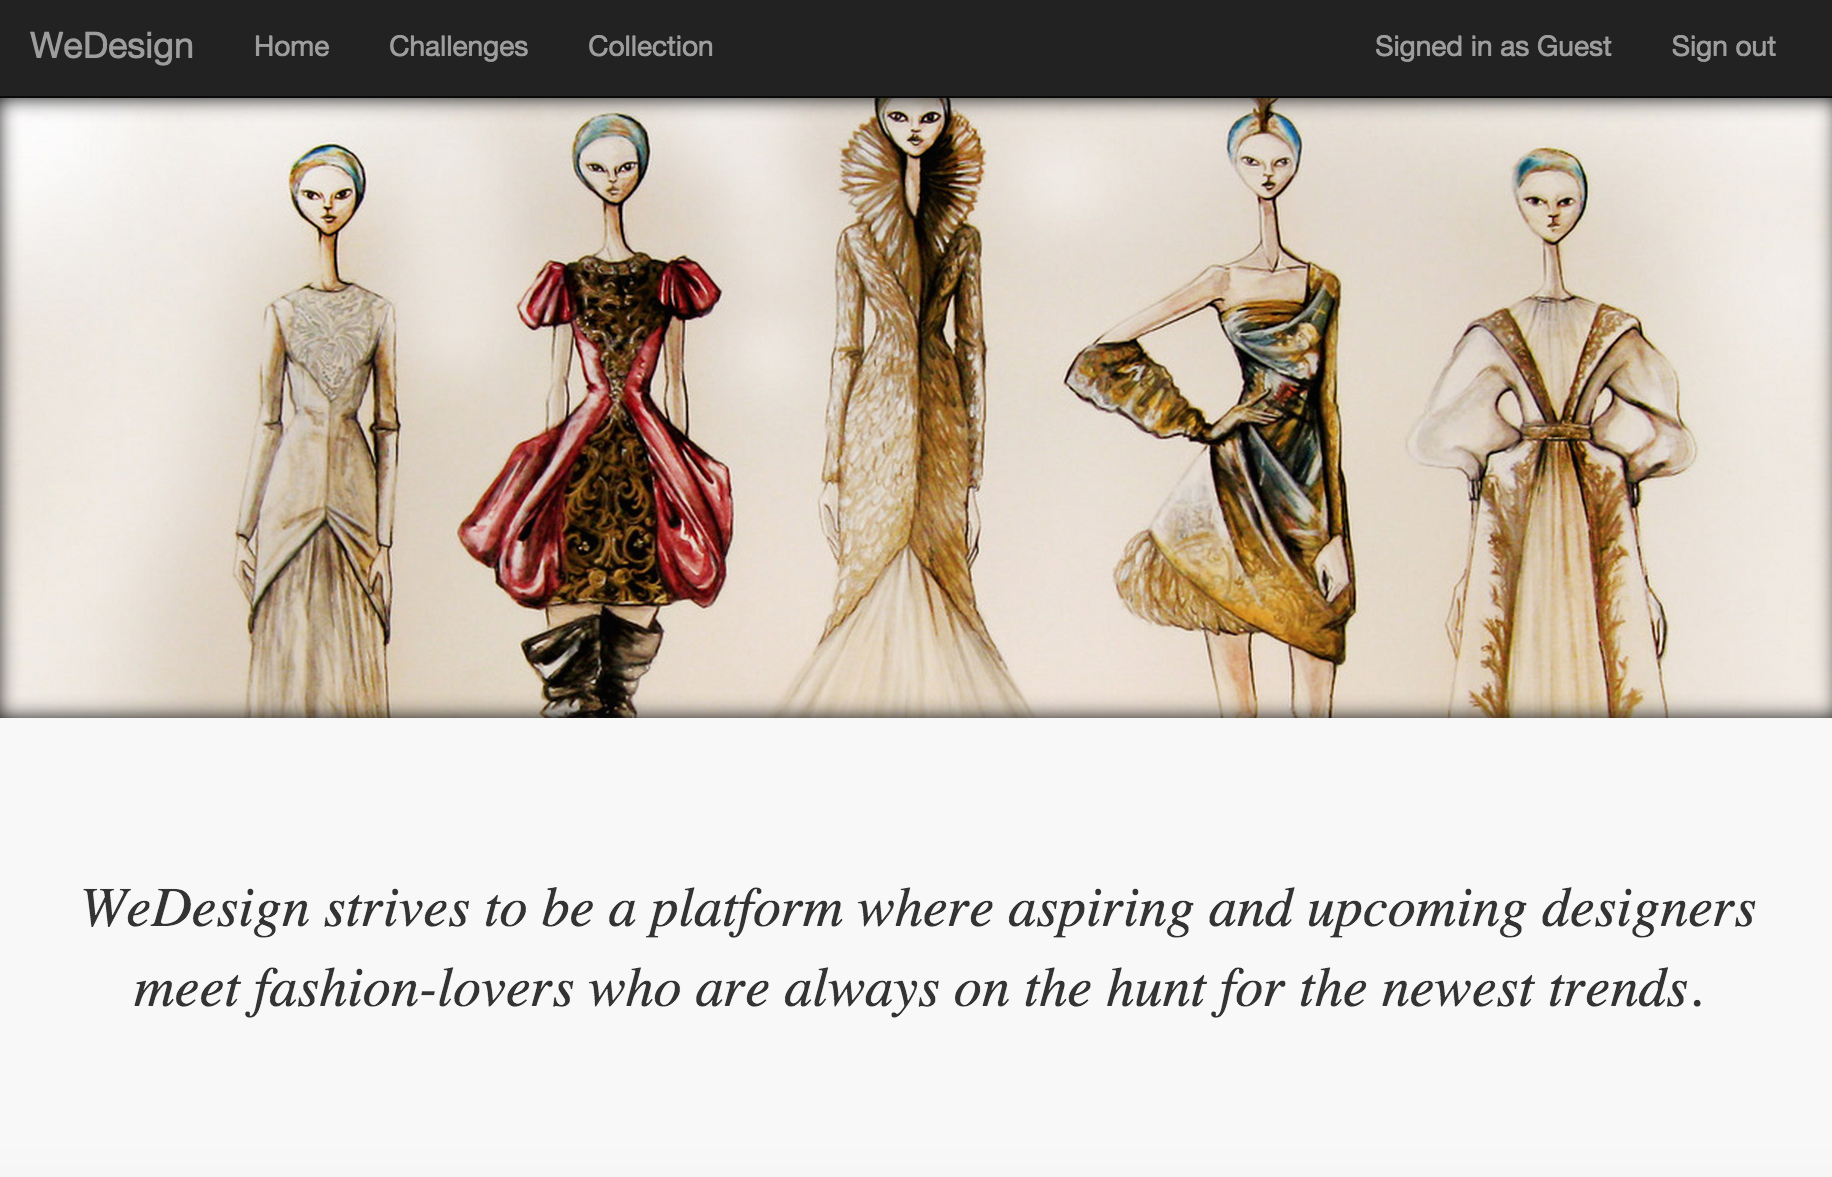 WeDesign Home Challenges Collection Signed in as Guest Sign out
WeDesign strives to be a platform where aspiring and upcoming designers
meet fashion-lovers who are always on the hunt for the newest trends.